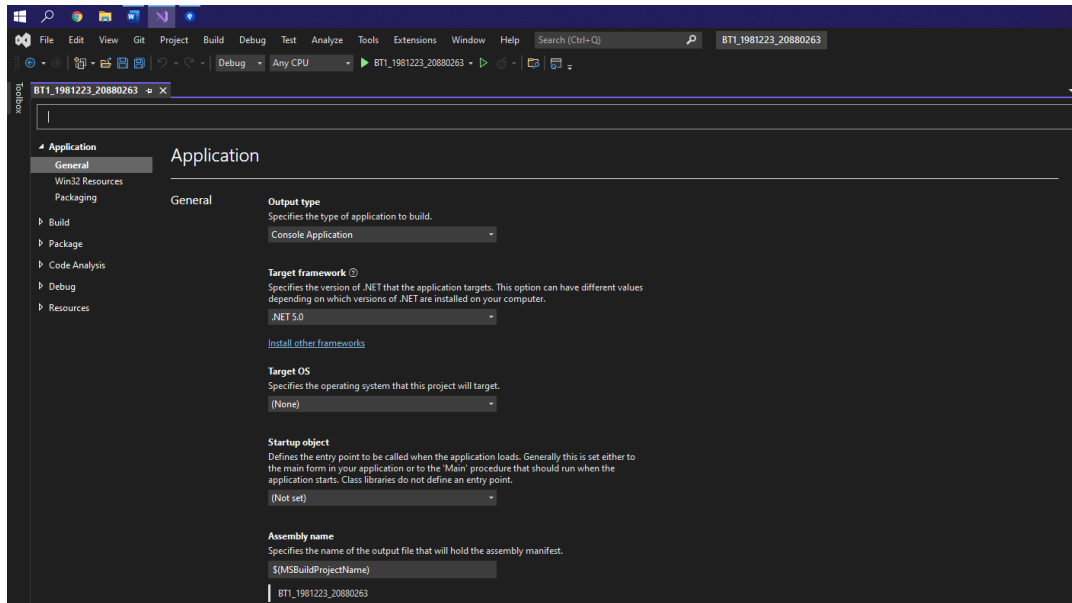 File Edit View Git Project Build Debug Test Analyze Tools Extensions Window Help Search (Ctrl+Q) BT1_1981223_20880263
Debug Any CPU BT1_1981223_20880263
Toolbox
BT1_1981223_20880263
Application
General
Win32 Resources
Packaging
Build
Package
Code Analysis
Debug
Resources
Application
General
Output type
Specifies the type of application to build.
Console Application
Target framework
Specifies the version of .NET that the application targets. This option can have different values
depending on which versions of .NET are installed on your computer.
.NET 5.0
Install other frameworks
Target OS
Specifies the operating system that this project will target.
(None)
Startup object
Defines the entry point to be called when the application loads. Generally this is set either to
the main form in your application or to the 'Main' procedure that should run when the
application starts. Class libraries do not define an entry point.
(Not set)
Assembly name
Specifies the name of the output file that will hold the assembly manifest.
$(MSBuildProjectName)
BT1_1981223_20880263